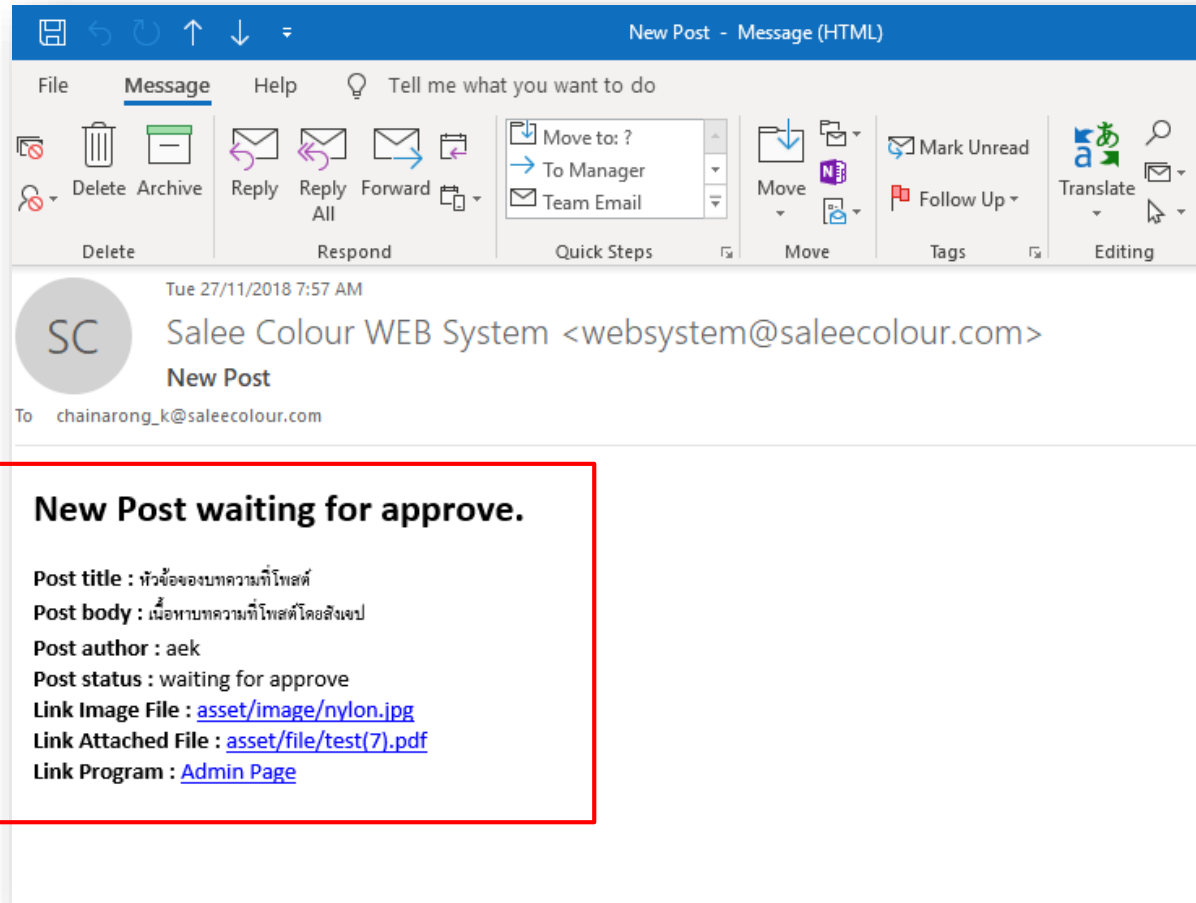 New Post - Message (HTML)
File Message Help Tell me what you want to do
Delete Archive Reply Reply All Forward
Move to: ?
To Manager
Team Email
Move
Mark Unread
Follow Up
Translate
Delete Respond Quick Steps Move Tags Editing
Tue 27/11/2018 7:57 AM
SC
Salee Colour WEB System <websystem@saleecolour.com>
New Post
To chainarong_k@saleecolour.com
New Post waiting for approve.
Post title : หัวข้อของบทความที่โพสต์
Post body : เนื้อหาบทความที่โพสต์โดยสังเขป
Post author : aek
Post status : waiting for approve
Link Image File : asset/image/nylon.jpg
Link Attached File : asset/file/test(7).pdf
Link Program : Admin Page